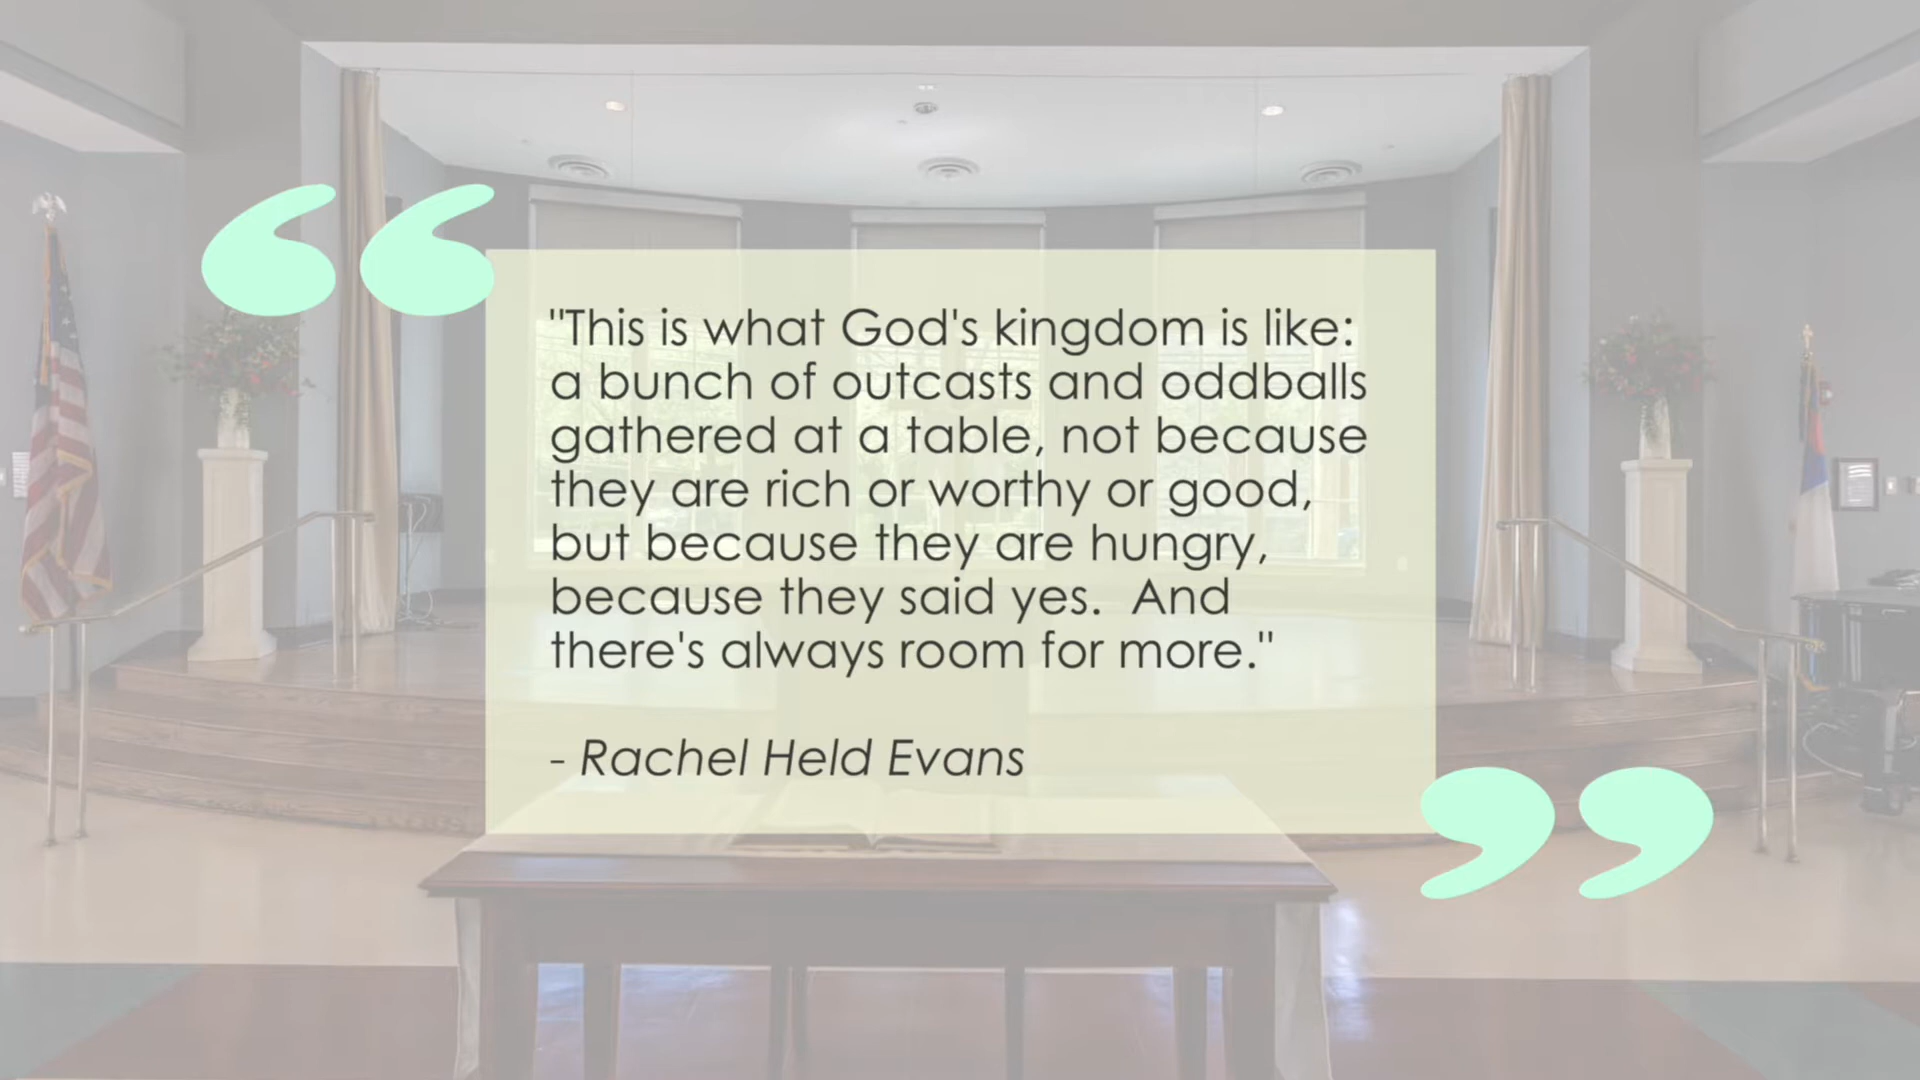 "This is what God's kingdom is like:
a bunch of outcasts and oddballs
gathered at a table, not because
they are rich or worthy or good,
but because they are hungry,
because they said yes.  And
there's always room for more."
- Rachel Held Evans